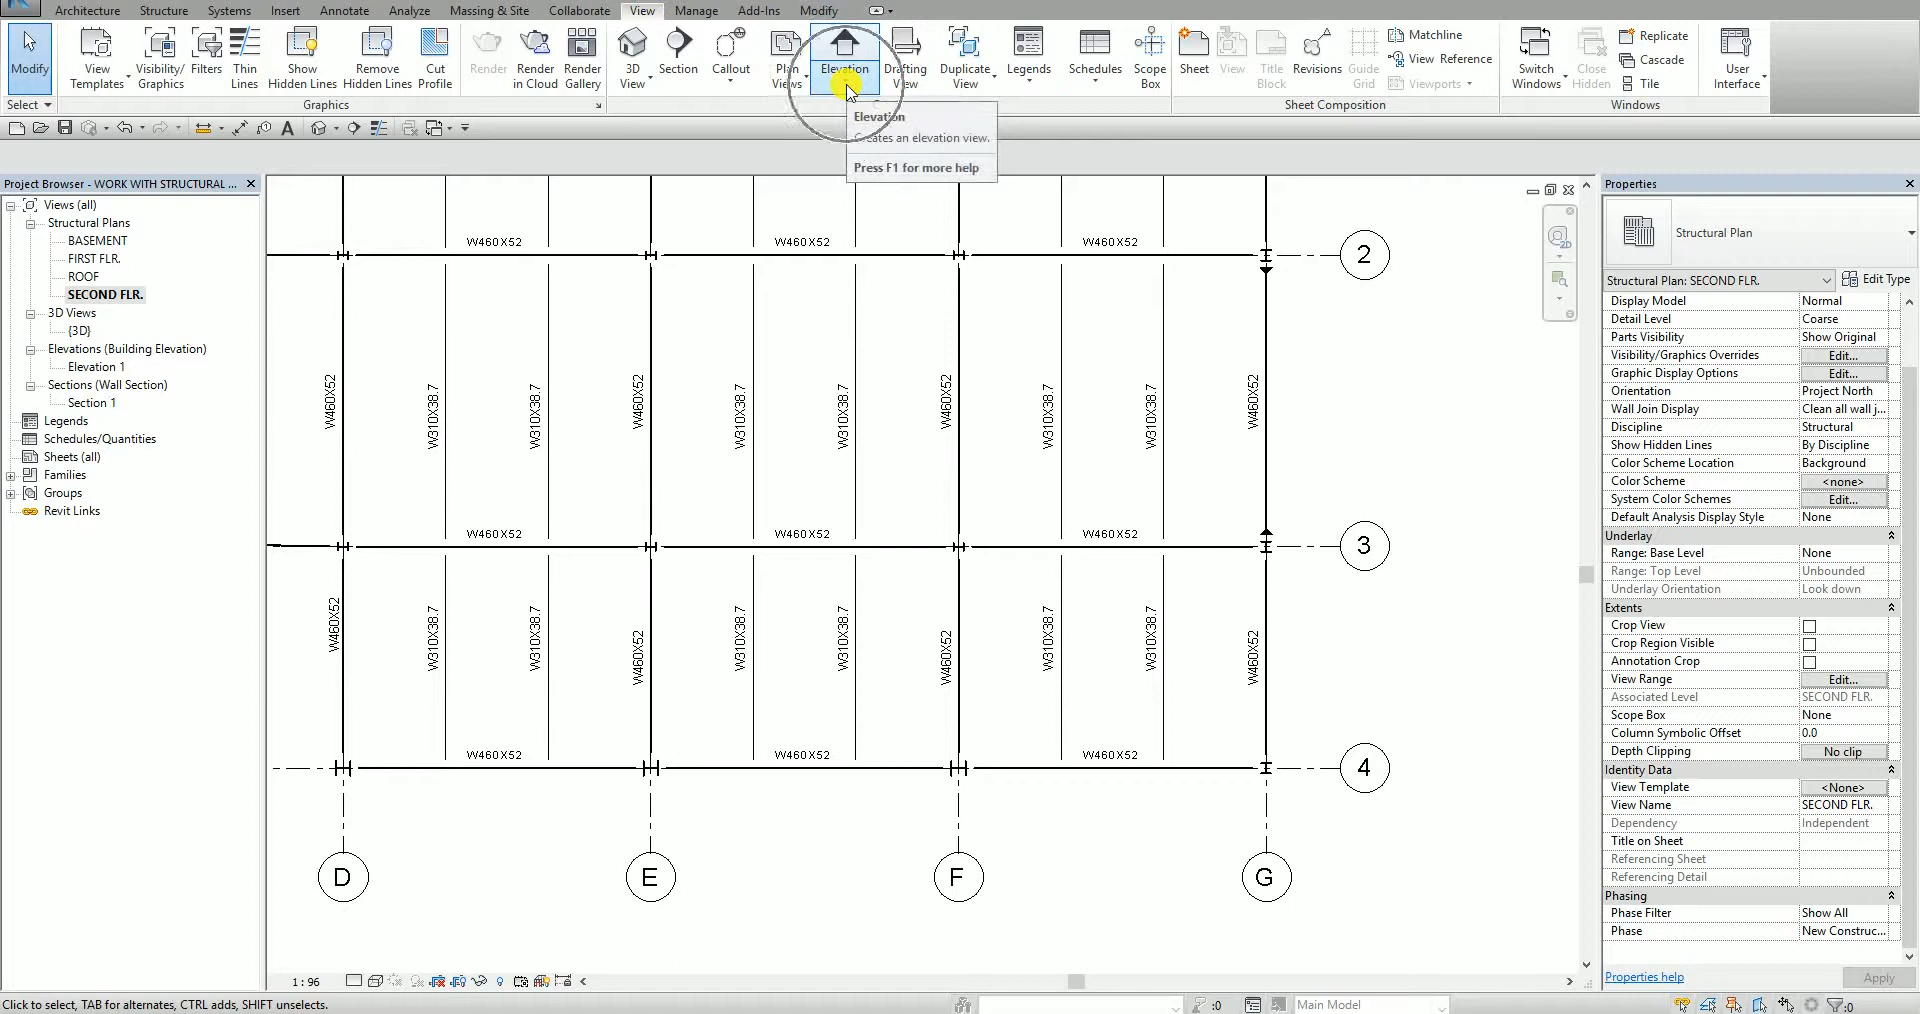 Architecture Structure Systems Insert Annotate Analyze Massing & Site Collaborate View Manage Add-Ins Modify
Modify
View Templates
Visibility/ Graphics
Filters
Thin Lines
Show Hidden Lines
Remove Hidden Lines
Cut Profile
Render
Render in Cloud
Render Gallery
3D View
Section
Callout
Plan Views
Elevation
Drafting View
Duplicate View
Legends
Schedules
Scope Box
Sheet
View
Title Block
Revisions
Guide Grid
Matchline
View Reference
Viewports
Switch Windows
Close Hidden
Replicate
Cascade
Tile
User Interface
Select
Graphics
Sheet Composition
Windows
Elevation
Creates an elevation view.
Press F1 for more help
Project Browser - WORK WITH STRUCTURAL ...
Views (all)
Structural Plans
BASEMENT
FIRST FLR.
ROOF
SECOND FLR.
3D Views
{3D}
Elevations (Building Elevation)
Elevation 1
Sections (Wall Section)
Section 1
Legends
Schedules/Quantities
Sheets (all)
Families
Groups
Revit Links
W460X52 W460X52 W460X52
2
W460X52 W310X38.7 W310X38.7 W460X52 W310X38.7 W310X38.7 W460X52 W310X38.7 W310X38.7 W460X52
W460X52 W460X52 W460X52
3
W460X52 W310X38.7 W310X38.7 W460X52 W310X38.7 W310X38.7 W460X52 W310X38.7 W310X38.7 W460X52
W460X52 W460X52 W460X52
4
D E F G
2D
Properties
Structural Plan
Structural Plan: SECOND FLR. Edit Type
Display Model Normal
Detail Level Coarse
Parts Visibility Show Original
Visibility/Graphics Overrides Edit...
Graphic Display Options Edit...
Orientation Project North
Wall Join Display Clean all wall j...
Discipline Structural
Show Hidden Lines By Discipline
Color Scheme Location Background
Color Scheme <none>
System Color Schemes Edit...
Default Analysis Display Style None
Underlay
Range: Base Level None
Range: Top Level Unbounded
Underlay Orientation Look down
Extents
Crop View
Crop Region Visible
Annotation Crop
View Range Edit...
Associated Level SECOND FLR.
Scope Box None
Column Symbolic Offset 0.0
Depth Clipping No clip
Identity Data
View Template <None>
View Name SECOND FLR.
Dependency Independent
Title on Sheet
Referencing Sheet
Referencing Detail
Phasing
Phase Filter Show All
Phase New Construc...
Properties help Apply
1 : 96
Click to select, TAB for alternates, CTRL adds, SHIFT unselects.
:0
Main Model
:0